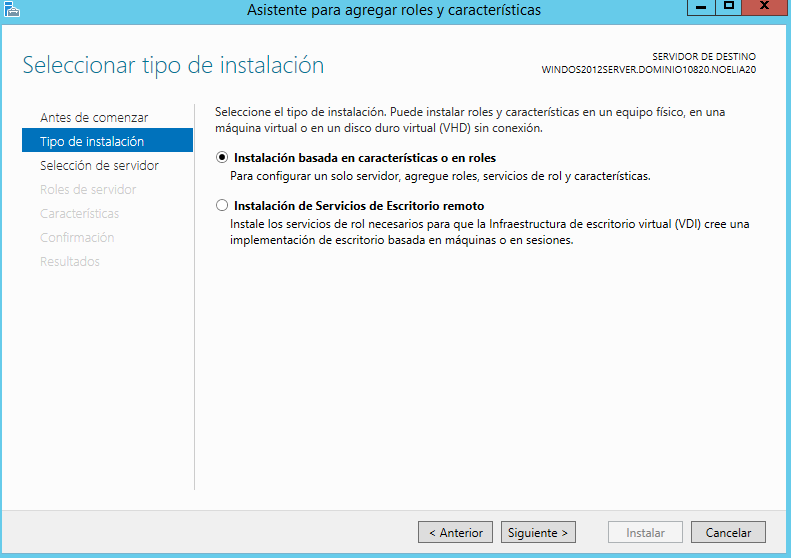 Asistente para agregar roles y características
Seleccionar tipo de instalación
SERVIDOR DE DESTINO
WINDOS2012SERVER.DOMINIO10820.NOELIA20
Antes de comenzar
Tipo de instalación
Selección de servidor
Roles de servidor
Características
Confirmación
Resultados
Seleccione el tipo de instalación. Puede instalar roles y características en un equipo físico, en una
máquina virtual o en un disco duro virtual (VHD) sin conexión.
Instalación basada en características o en roles
Para configurar un solo servidor, agregue roles, servicios de rol y características.
Instalación de Servicios de Escritorio remoto
Instale los servicios de rol necesarios para que la Infraestructura de escritorio virtual (VDI) cree una
implementación de escritorio basada en máquinas o en sesiones.
< Anterior
Siguiente >
Instalar
Cancelar